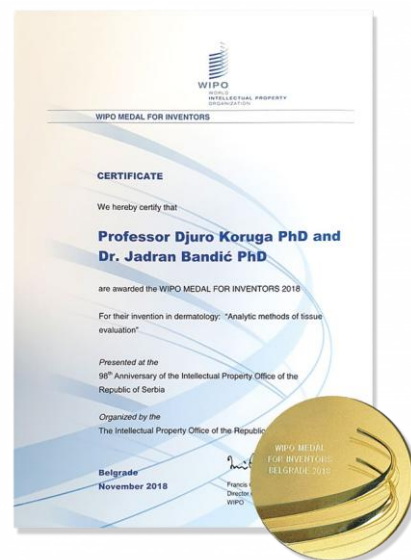 WIPO
WORLD
INTELLECTUAL PROPERTY
ORGANIZATION
WIPO MEDAL FOR INVENTORS
CERTIFICATE
We hereby certify that
Professor Djuro Koruga PhD and
Dr. Jadran Bandić PhD
are awarded the WIPO MEDAL FOR INVENTORS 2018
For their invention in dermatology: "Analytic methods of tissue
evaluation"
Presented at the
98th Anniversary of the Intellectual Property Office of the
Republic of Serbia
Organized by the
The Intellectual Property Office of the Republic
Belgrade
November 2018
Francis
Director
WIPO
WIPO MEDAL
FOR INVENTORS
BELGRADE 2018